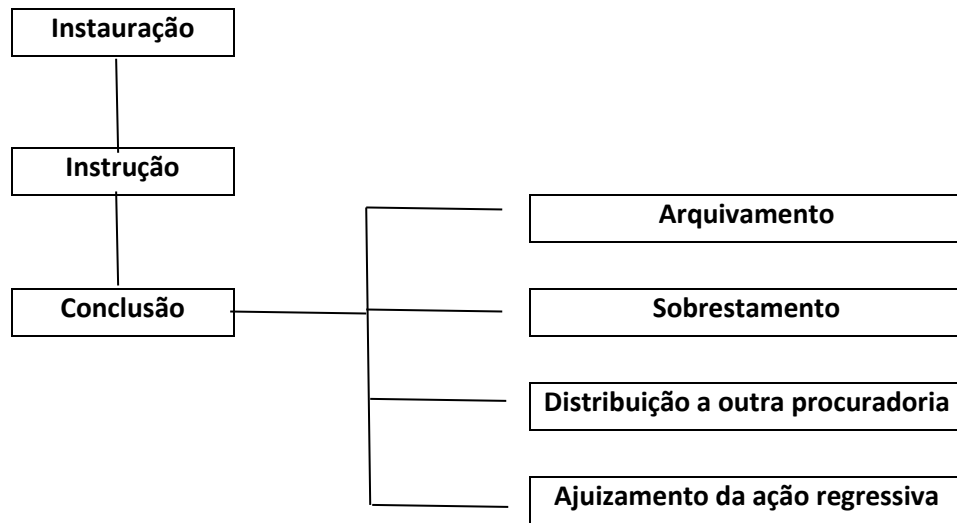 Instauração
Instrução
Arquivamento
Conclusão
Sobrestamento
Distribuição a outra procuradoria
Ajuizamento da ação regressiva